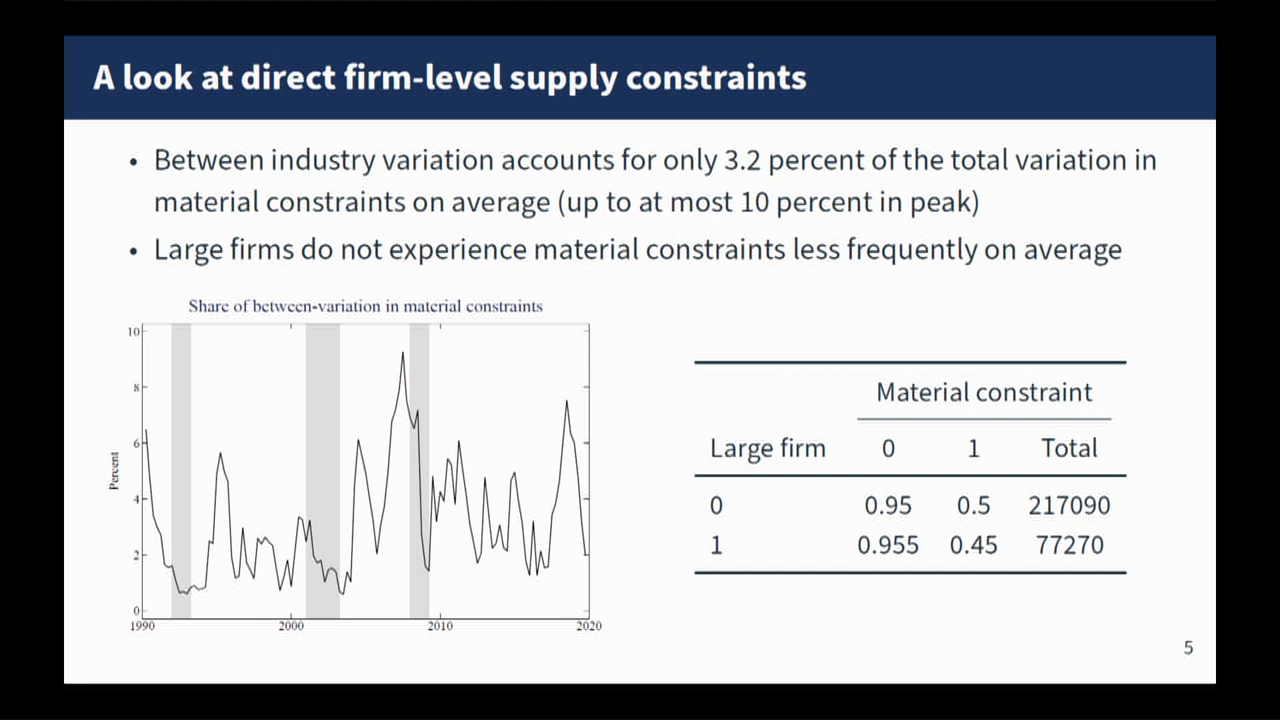 A look at direct firm-level supply constraints
• Between industry variation accounts for only 3.2 percent of the total variation in
material constraints on average (up to at most 10 percent in peak)
• Large firms do not experience material constraints less frequently on average
Share of between-variation in material constraints
10
8
6
4
2
0
Percent
1990 2000 2010 2020
Material constraint
Large firm 0 1 Total
0 0.95 0.5 217090
1 0.955 0.45 77270
5